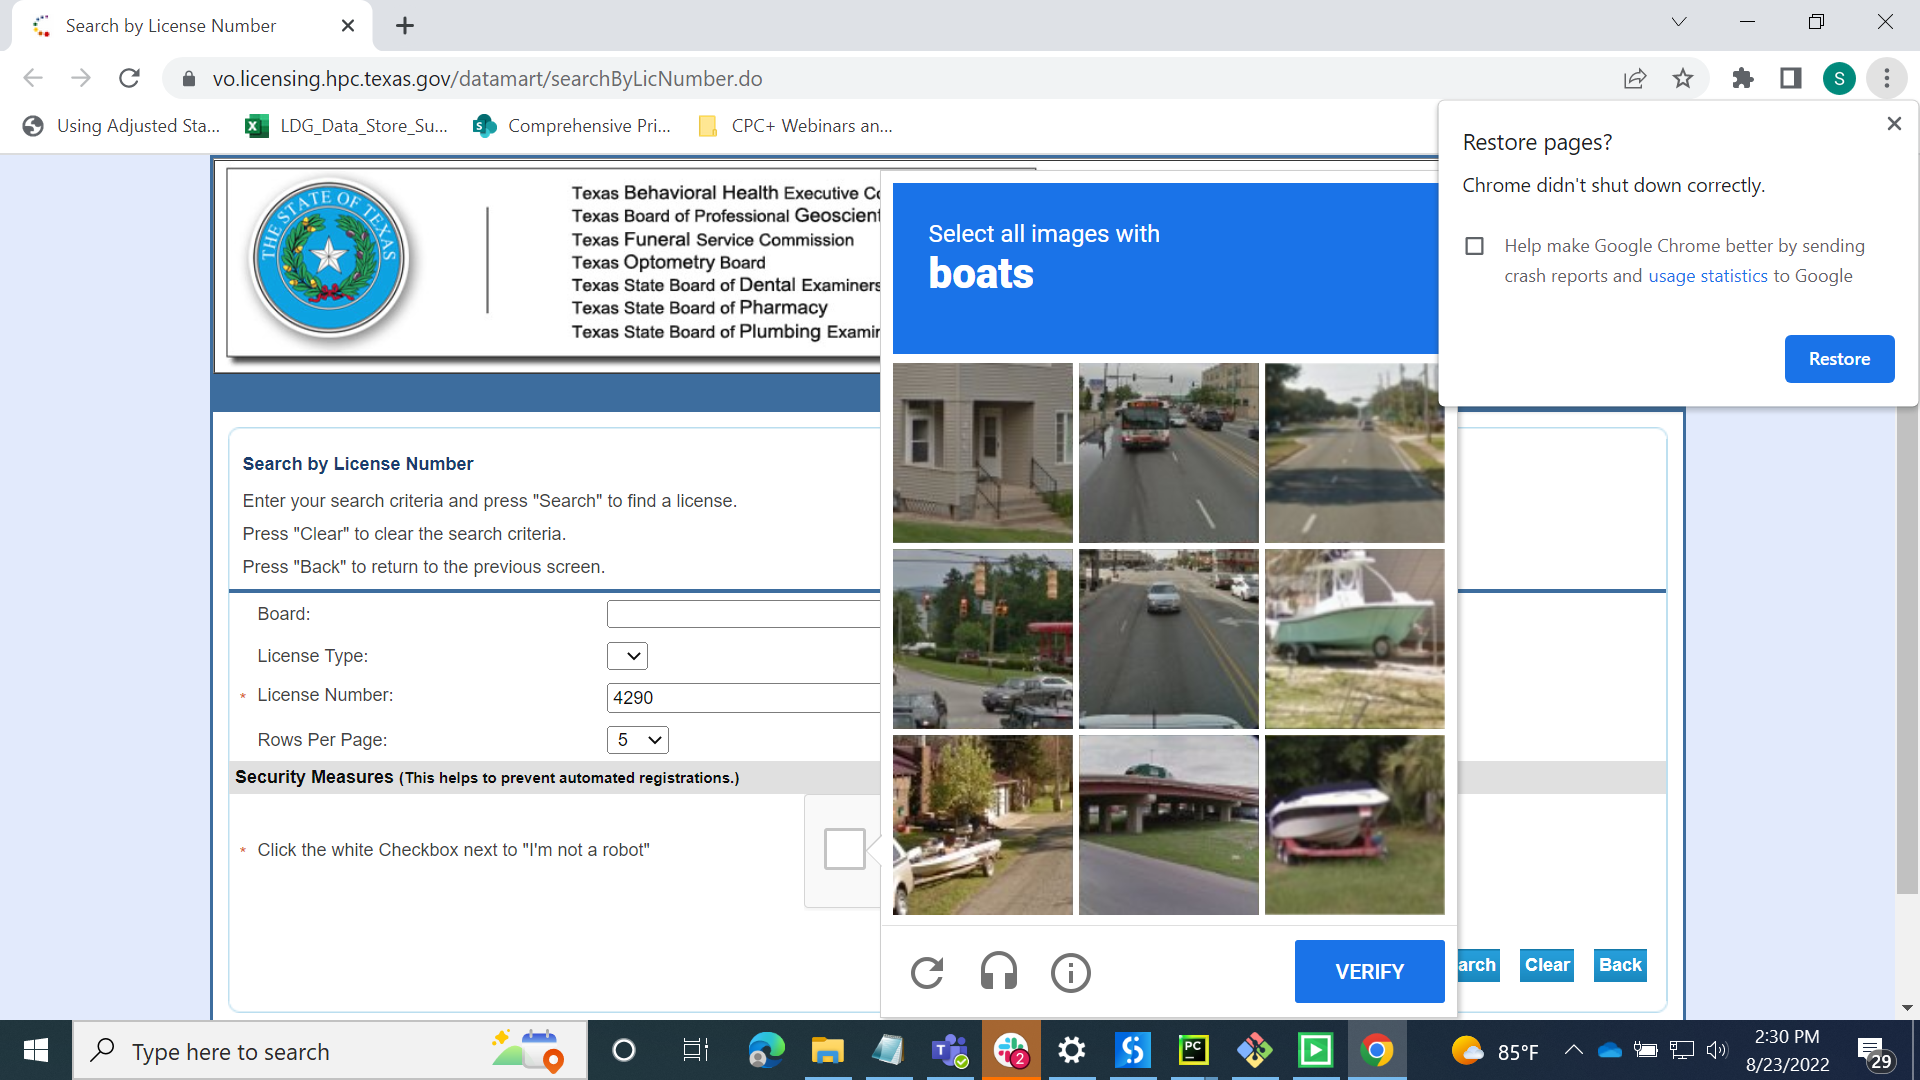 Search by License Number
vo.licensing.hpc.texas.gov/datamart/searchByLicNumber.do
S
Using Adjusted Sta...
LDG_Data_Store_Su...
Comprehensive Pri...
CPC+ Webinars an...
Restore pages?
Chrome didn't shut down correctly.
Help make Google Chrome better by sending
crash reports and usage statistics to Google
Restore
THE STATE OF TEXAS
Texas Behavioral Health Executive Co
Texas Board of Professional Geoscient
Texas Funeral Service Commission
Texas Optometry Board
Texas State Board of Dental Examiners
Texas State Board of Pharmacy
Texas State Board of Plumbing Examin
Select all images with
boats
Search by License Number
Enter your search criteria and press "Search" to find a license.
Press "Clear" to clear the search criteria.
Press "Back" to return to the previous screen.
Board:
License Type:
* License Number:
4290
Rows Per Page:
5
Security Measures (This helps to prevent automated registrations.)
* Click the white Checkbox next to "I'm not a robot"
VERIFY
arch
Clear
Back
Type here to search
2
PC
85°F
2:30 PM
8/23/2022
29